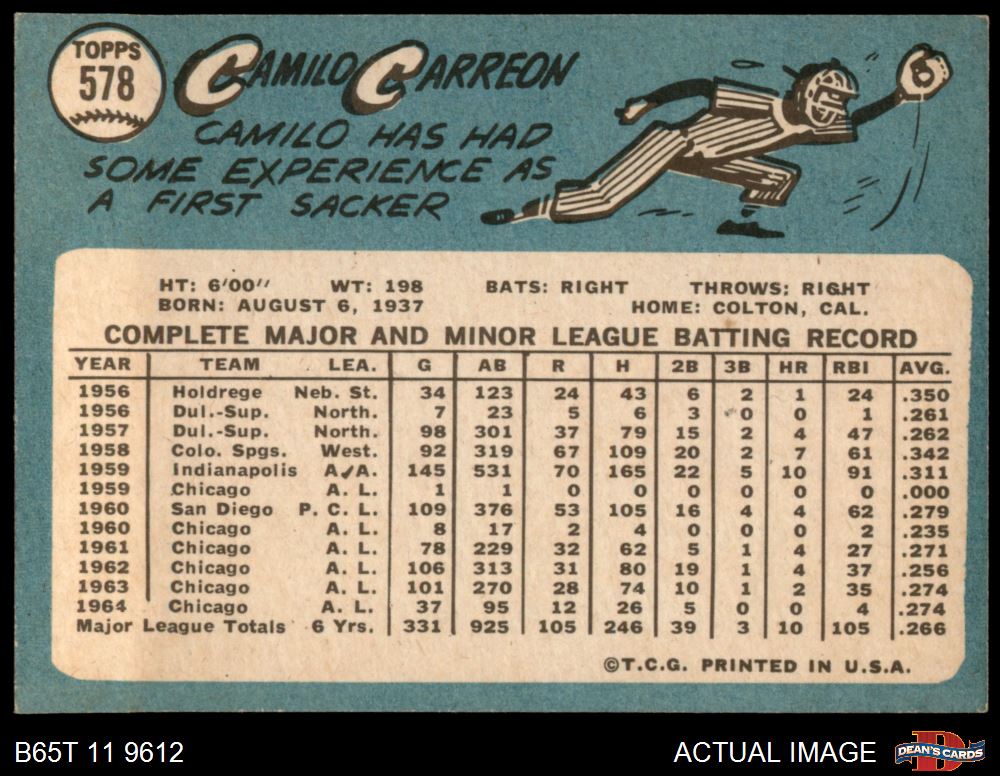 TOPPS
578
CAMILO CARREON
CAMILO HAS HAD
SOME EXPERIENCE AS
A FIRST SACKER
HT: 6'00" WT: 198 BATS: RIGHT THROWS: RIGHT
BORN: AUGUST 6, 1937 HOME: COLTON, CAL.
COMPLETE MAJOR AND MINOR LEAGUE BATTING RECORD
YEAR TEAM LEA. G AB R H 2B 3B HR RBI AVG.
1956 Holdrege Neb. St. 34 123 24 43 6 2 1 24 .350
1956 Dul.-Sup. North. 7 23 5 6 3 0 0 1 .261
1957 Dul.-Sup. North. 98 301 37 79 15 2 4 47 .262
1958 Colo. Spgs. West. 92 319 67 109 20 2 7 61 .342
1959 Indianapolis A.A. 145 531 70 165 22 5 10 91 .311
1959 Chicago A. L. 1 1 0 0 0 0 0 0 .000
1960 San Diego P. C. L. 109 376 53 105 16 4 4 62 .279
1960 Chicago A. L. 8 17 2 4 0 0 0 2 .235
1961 Chicago A. L. 78 229 32 62 5 1 4 27 .271
1962 Chicago A. L. 106 313 31 80 19 1 4 37 .256
1963 Chicago A. L. 101 270 28 74 10 1 2 35 .274
1964 Chicago A. L. 37 95 12 26 5 0 0 4 .274
Major League Totals 6 Yrs. 331 925 105 246 39 3 10 105 .266
©T.C.G. PRINTED IN U.S.A.
B65T 11 9612 ACTUAL IMAGE DEAN'S CARDS